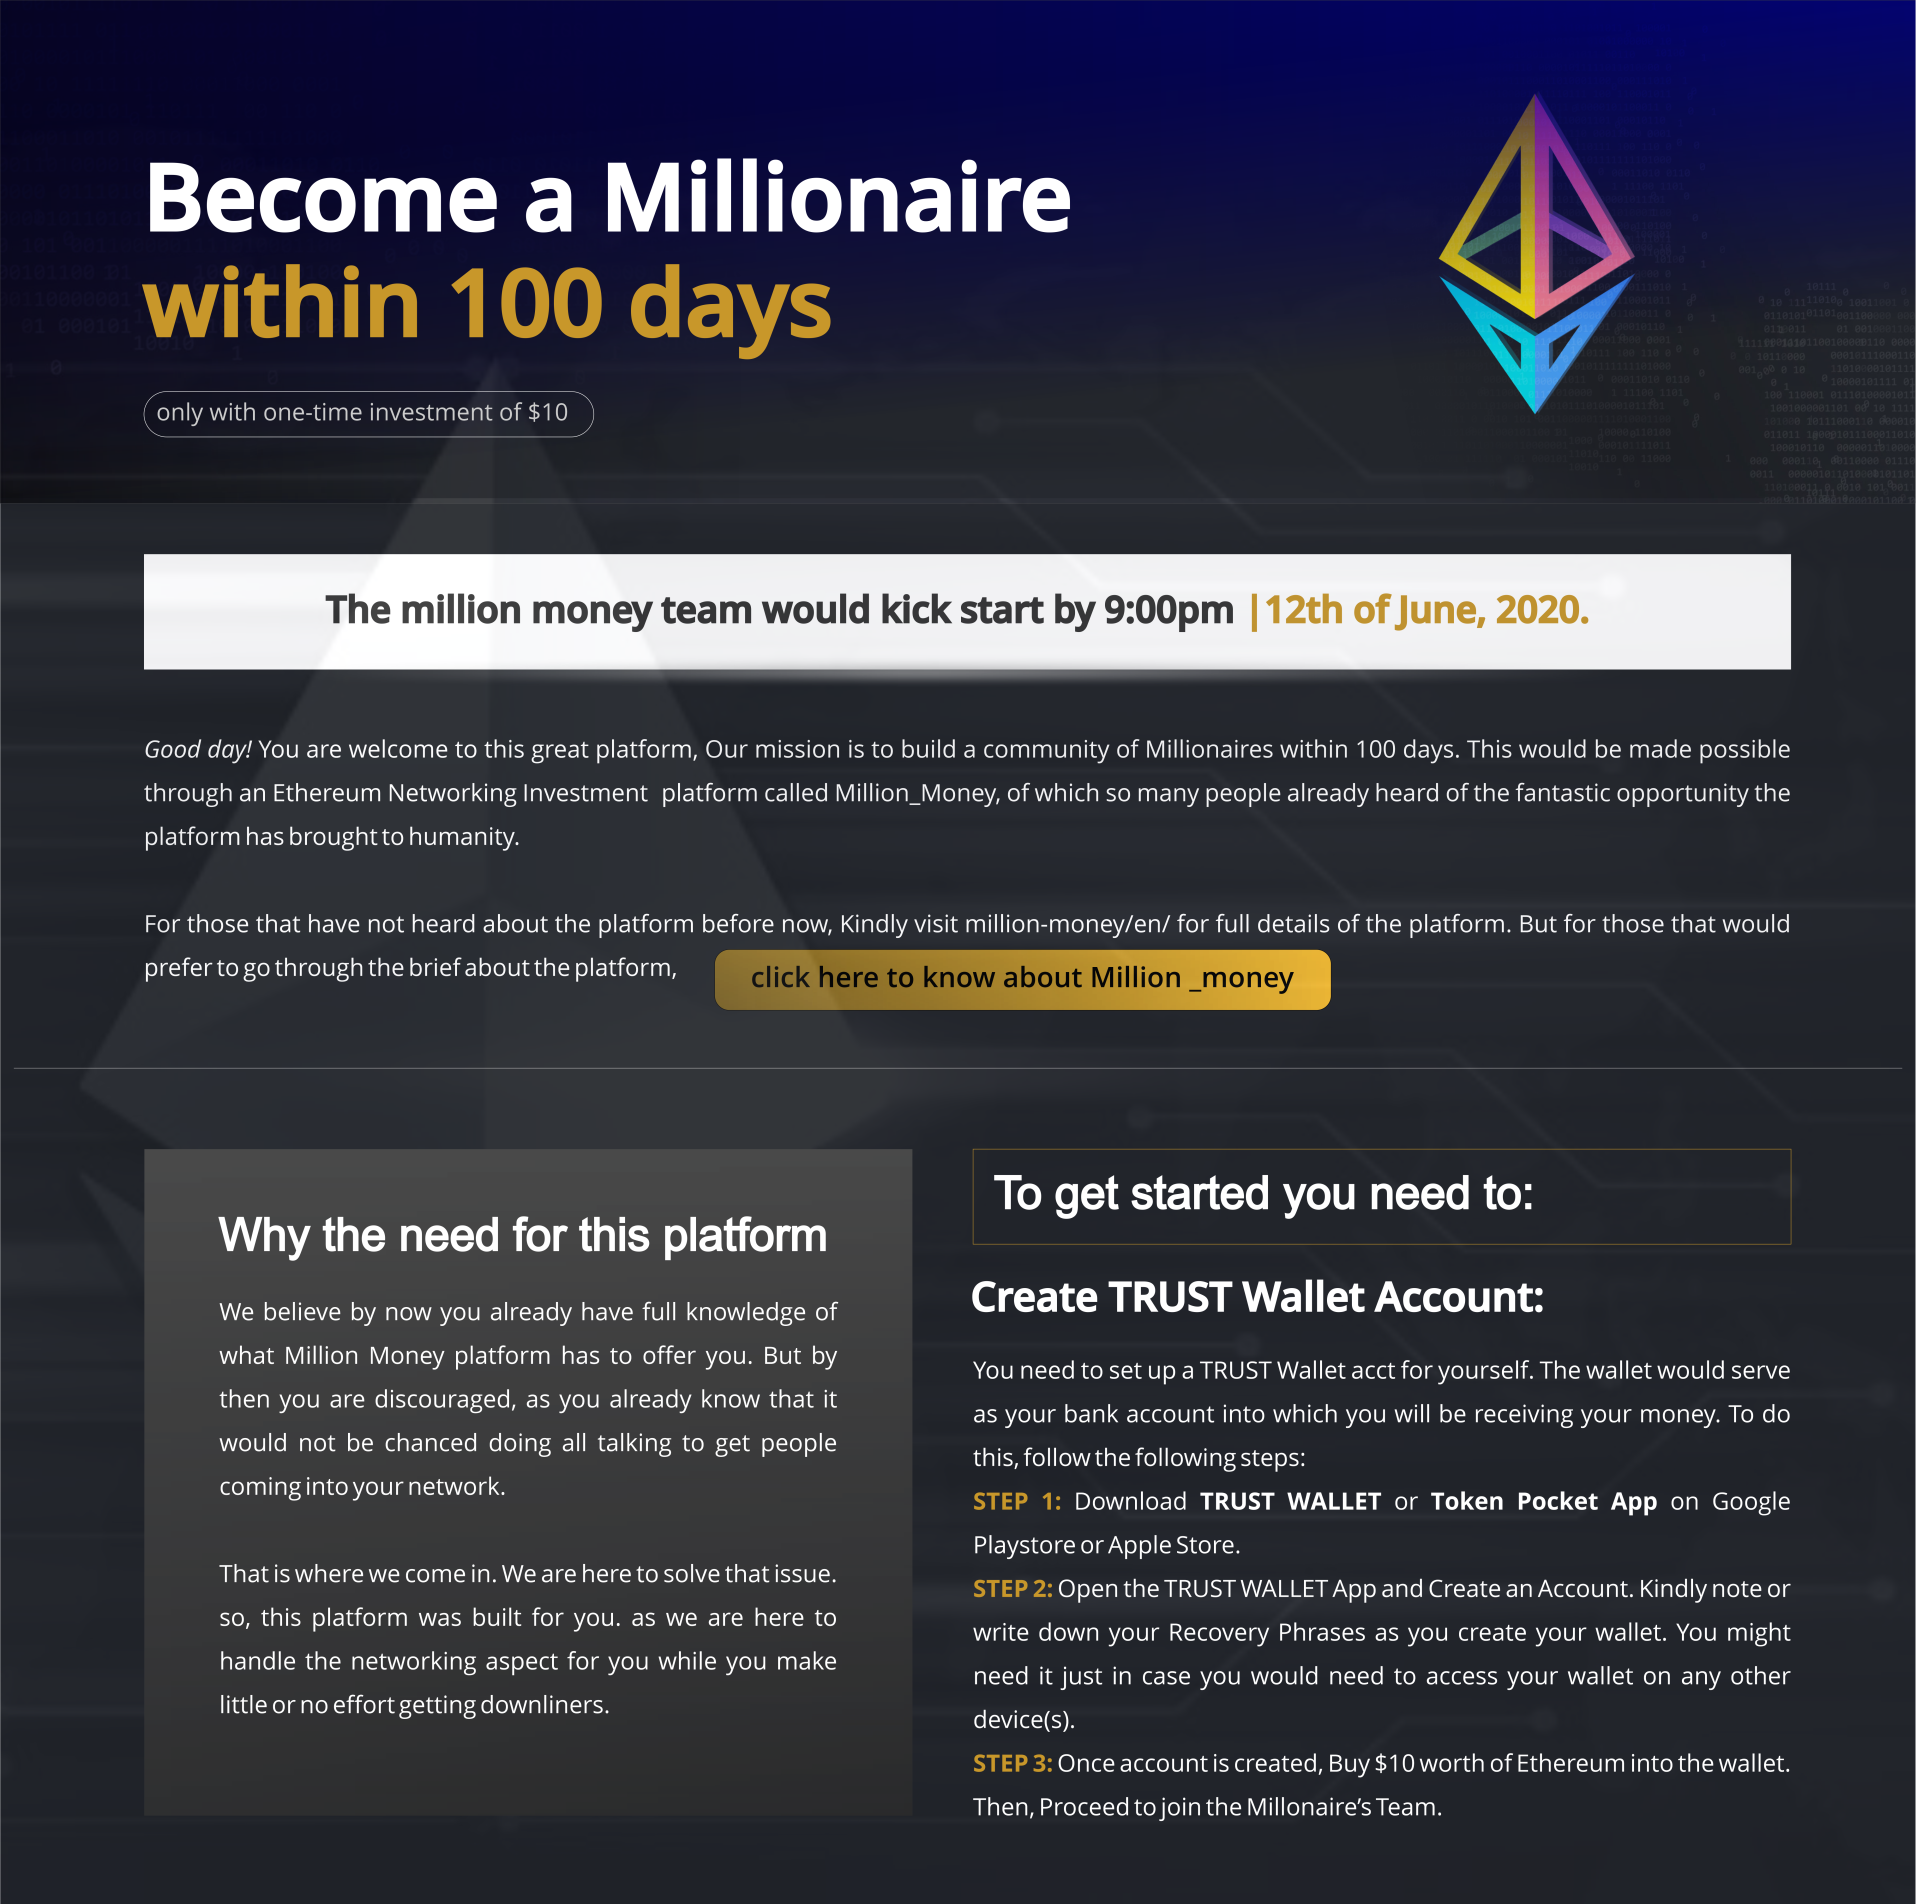 Become a Millionaire
within 100 days
only with one-time investment of $10
The million money team would kick start by 9:00pm |12th of June, 2020.
Good day! You are welcome to this great platform, Our mission is to build a community of Millionaires within 100 days. This would be made possible
through an Ethereum Networking Investment platform called Million_Money, of which so many people already heard of the fantastic opportunity the
platform has brought to humanity.
For those that have not heard about the platform before now, Kindly visit million-money/en/ for full details of the platform. But for those that would
prefer to go through the brief about the platform,
click here to know about Million _money
Why the need for this platform
We believe by now you already have full knowledge of
what Million Money platform has to offer you. But by
then you are discouraged, as you already know that it
would not be chanced doing all talking to get people
coming into your network.
That is where we come in. We are here to solve that issue.
so, this platform was built for you. as we are here to
handle the networking aspect for you while you make
little or no effort getting downliners.
To get started you need to:
Create TRUST Wallet Account:
You need to set up a TRUST Wallet acct for yourself. The wallet would serve
as your bank account into which you will be receiving your money. To do
this, follow the following steps:
STEP 1: Download TRUST WALLET or Token Pocket App on Google
Playstore or Apple Store.
STEP 2: Open the TRUST WALLET App and Create an Account. Kindly note or
write down your Recovery Phrases as you create your wallet. You might
need it just in case you would need to access your wallet on any other
device(s).
STEP 3: Once account is created, Buy $10 worth of Ethereum into the wallet.
Then, Proceed to join the Millonaire’s Team.